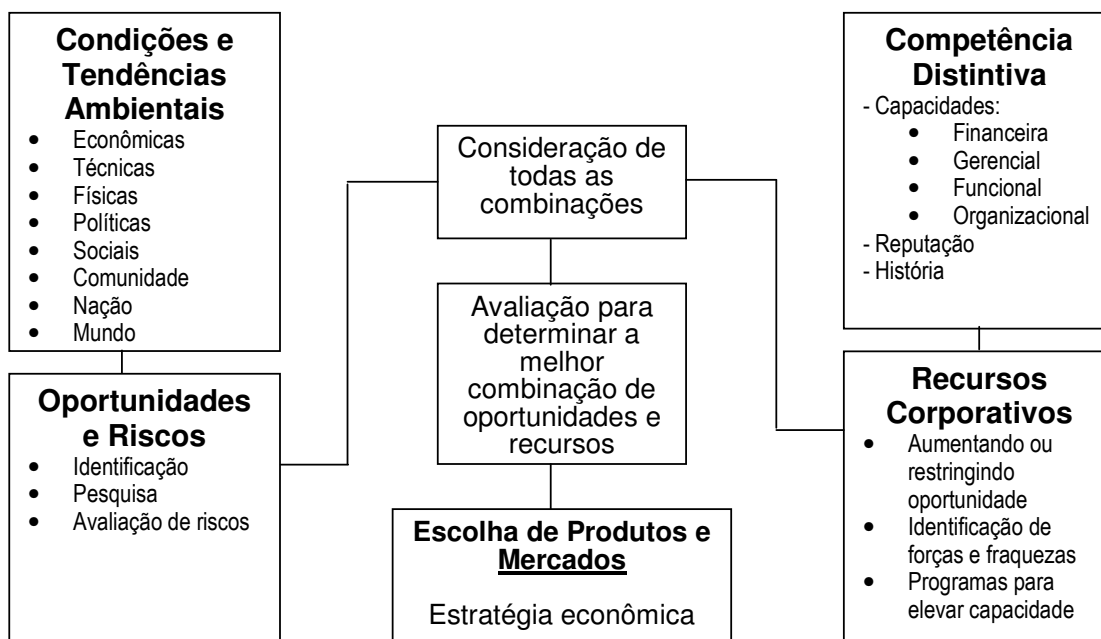 Condições e
Tendências
Ambientais
• Econômicas
• Técnicas
• Físicas
• Políticas
• Sociais
• Comunidade
• Nação
• Mundo
Oportunidades
e Riscos
• Identificação
• Pesquisa
• Avaliação de riscos
Consideração de
todas as
combinações
Avaliação para
determinar a
melhor
combinação de
oportunidades e
recursos
Escolha de Produtos e
Mercados
Estratégia econômica
Competência
Distintiva
- Capacidades:
• Financeira
• Gerencial
• Funcional
• Organizacional
- Reputação
- História
Recursos
Corporativos
• Aumentando ou
restringindo
oportunidade
• Identificação de
forças e fraquezas
• Programas para
elevar capacidade